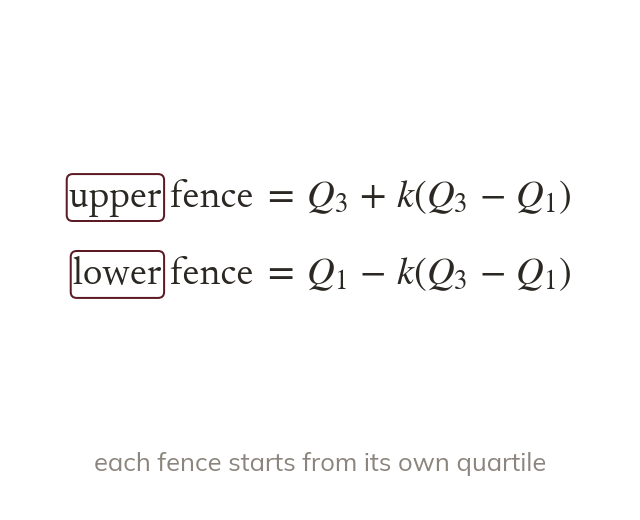 upper fence = Q₃ + k(Q₃ − Q₁)
lower fence = Q₁ − k(Q₃ − Q₁)
each fence starts from its own quartile